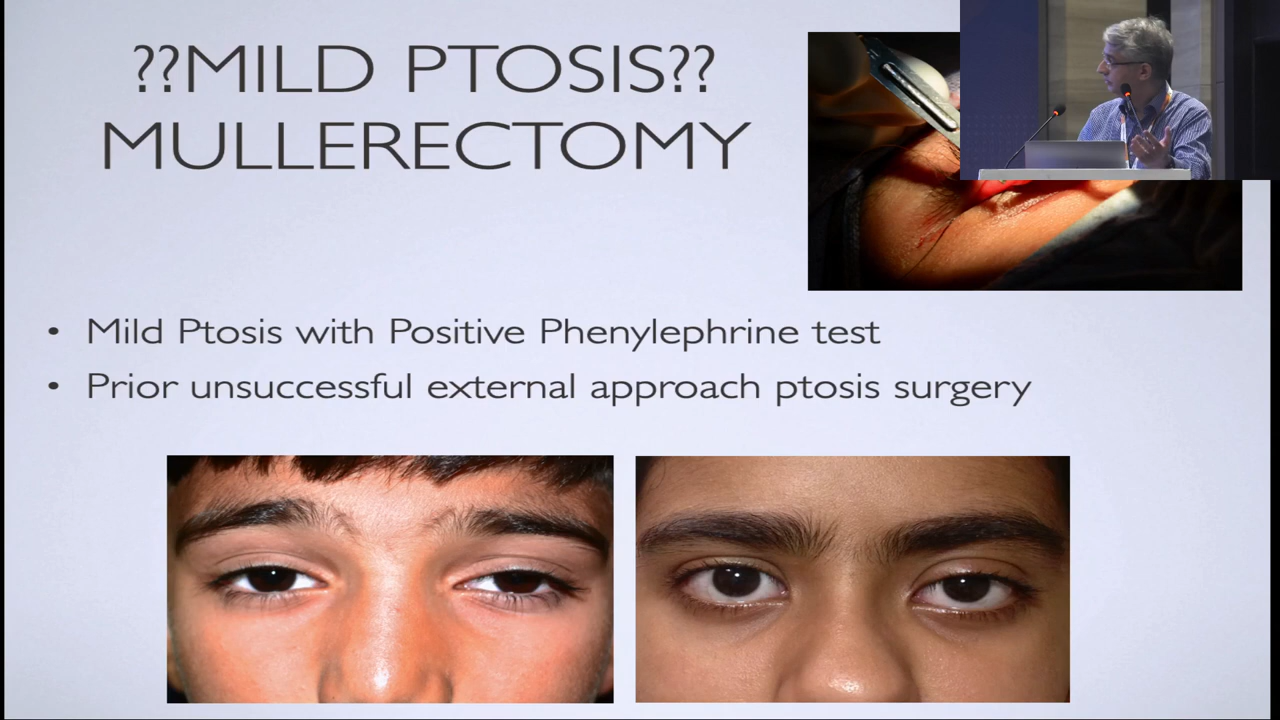 ??MILD PTOSIS??
MULLERECTOMY
• Mild Ptosis with Positive Phenylephrine test
• Prior unsuccessful external approach ptosis surgery